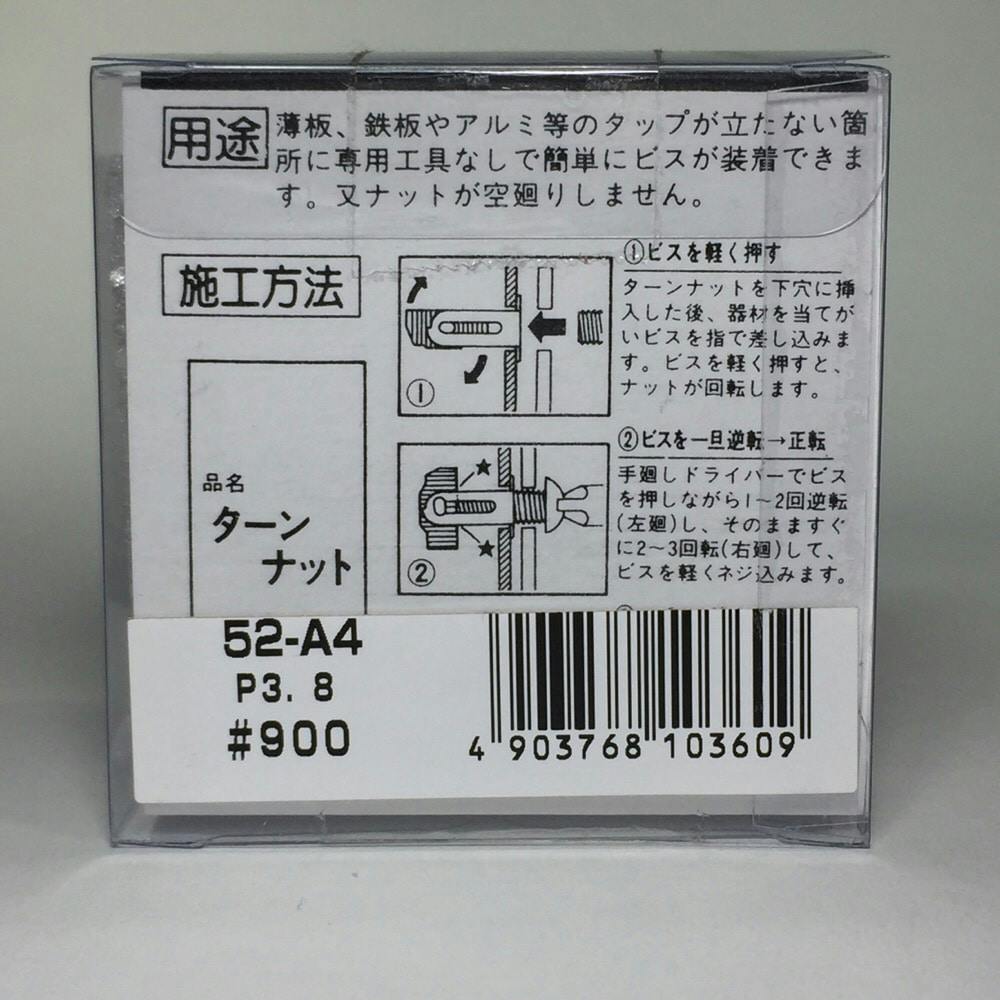 用途
薄板、鉄板やアルミ等のタップが立たない箇
所に専用工具なしで簡単にビスが装着できま
す。又ナットが空廻りしません。
施工方法
①
①ビスを軽く押す
ターンナットを下穴に挿
入した後、器材を当てが
いビスを指で差し込みま
す。ビスを軽く押すと、
ナットが回転します。
②
②ビスを一旦逆転→正転
手廻しドライバーでビス
を押しながら1〜2回逆転
(左廻)し、そのまますぐ
に2〜3回転(右廻)して、
ビスを軽くネジ込みます。
品名
ターン
ナット
52-A4
P3.8
#900
4 903768 103609